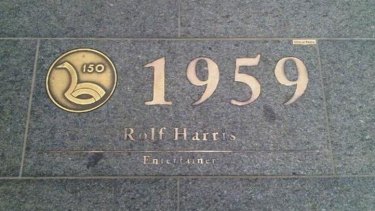 150
1959
Rolf Harris
Entertainer